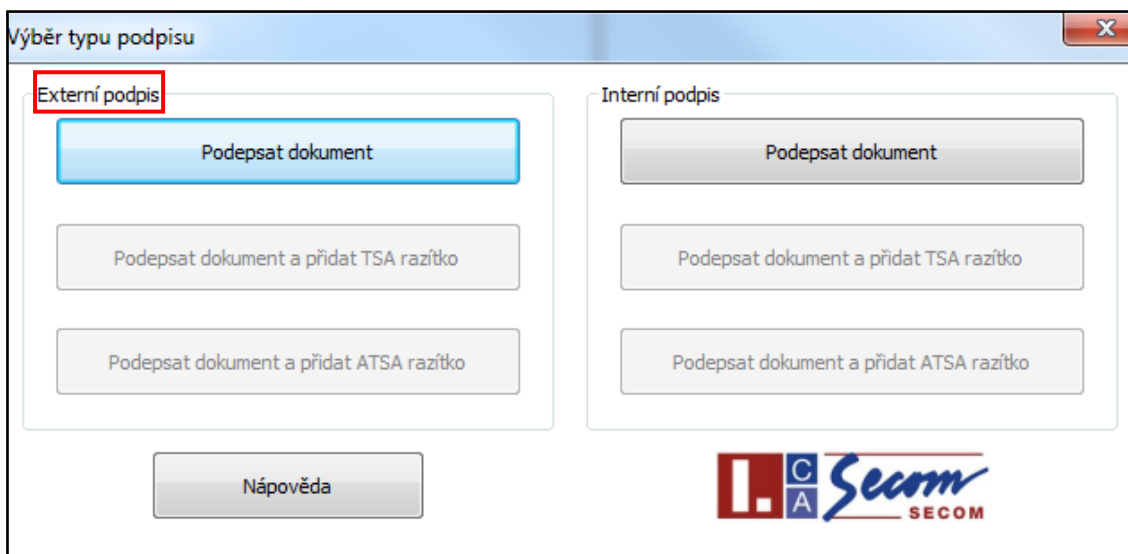 Výběr typu podpisu
Externí podpis
Podepsat dokument
Podepsat dokument a přidat TSA razítko
Podepsat dokument a přidat ATSA razítko
Interní podpis
Podepsat dokument
Podepsat dokument a přidat TSA razítko
Podepsat dokument a přidat ATSA razítko
Nápověda
I. CA Secom
SECOM